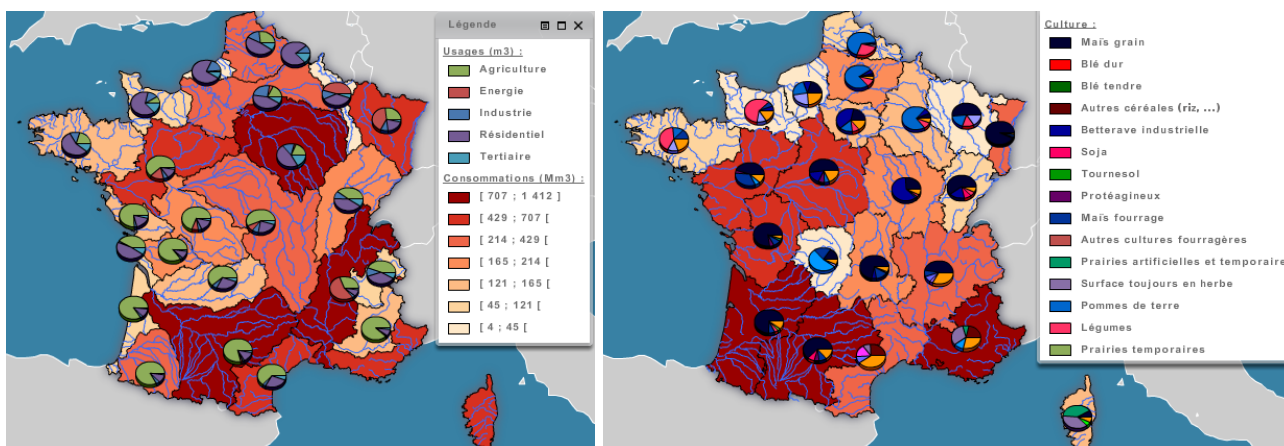 Légende
Usages (m3) :
Agriculture
Energie
Industrie
Résidentiel
Tertiaire
Consommations (Mm3) :
[ 707 ; 1 412 ]
[ 429 ; 707 [
[ 214 ; 429 [
[ 165 ; 214 [
[ 121 ; 165 [
[ 45 ; 121 [
[ 4 ; 45 [
Culture :
Maïs grain
Blé dur
Blé tendre
Autres céréales (riz, ...)
Betterave industrielle
Soja
Tournesol
Protéagineux
Maïs fourrage
Autres cultures fourragères
Prairies artificielles et temporaire
Surface toujours en herbe
Pommes de terre
Légumes
Prairies temporaires